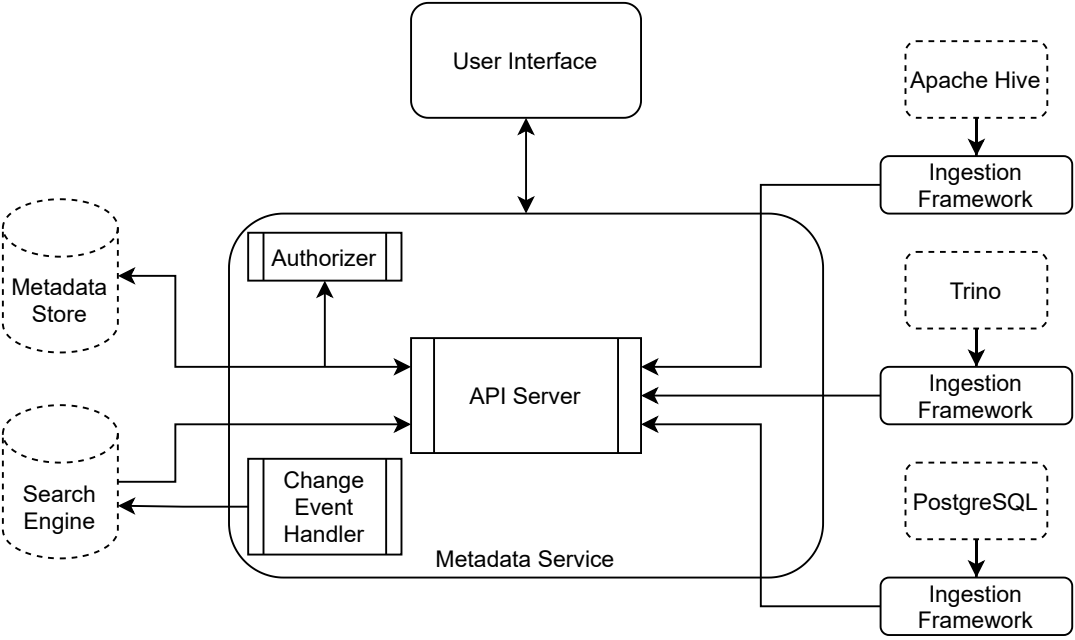 User Interface
Apache Hive
Ingestion
Framework
Authorizer
Metadata
Store
Trino
API Server
Ingestion
Framework
Search
Engine
Change
Event
Handler
PostgreSQL
Metadata Service
Ingestion
Framework